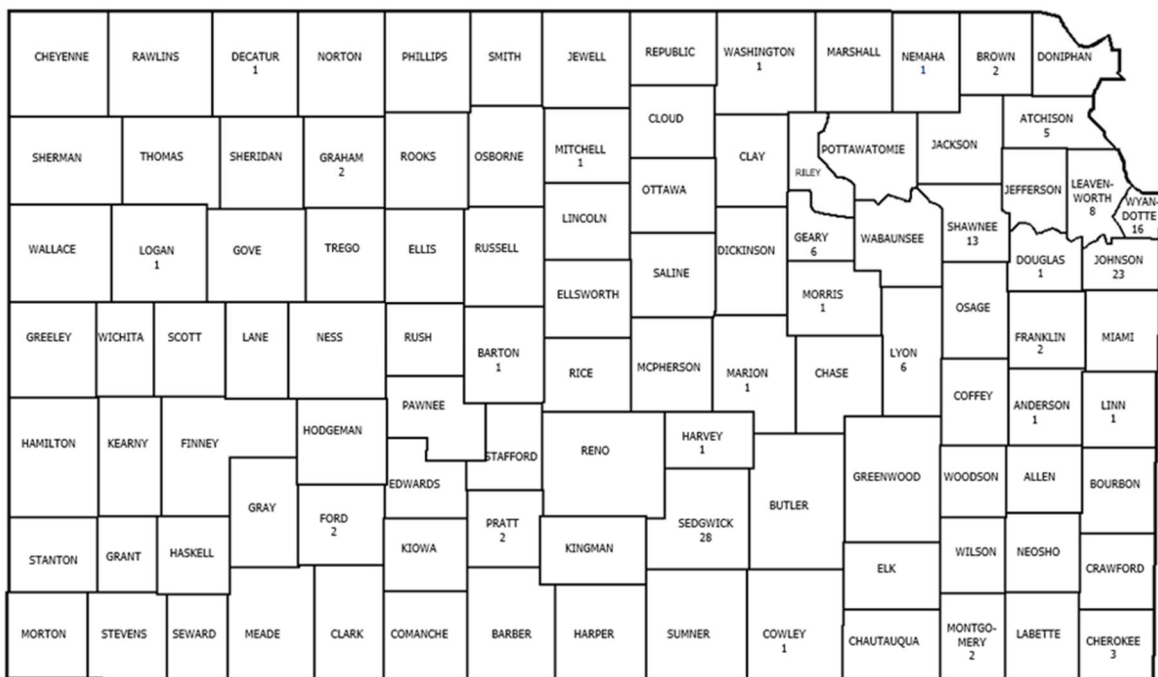 CHEYENNE
RAWLINS
DECATUR
1
NORTON
PHILLIPS
SMITH
JEWELL
REPUBLIC
WASHINGTON
1
MARSHALL
NEMAHA
1
BROWN
2
DONIPHAN
CLOUD
ATCHISON
5
SHERMAN
THOMAS
SHERIDAN
GRAHAM
2
ROOKS
OSBORNE
MITCHELL
1
CLAY
RILEY
POTTAWATOMIE
JACKSON
OTTAWA
JEFFERSON
LEAVEN-
WORTH
8
WYAN-
DOTTE
16
LINCOLN
WALLACE
LOGAN
1
GOVE
TREGO
ELLIS
RUSSELL
DICKINSON
GEARY
6
WABAUNSEE
SHAWNEE
13
DOUGLAS
1
JOHNSON
23
SALINE
ELLSWORTH
MORRIS
1
OSAGE
GREELEY
WICHITA
SCOTT
LANE
NESS
RUSH
BARTON
1
RICE
MCPHERSON
MARION
1
CHASE
LYON
6
FRANKLIN
2
MIAMI
COFFEY
ANDERSON
1
LINN
1
PAWNEE
HAMILTON
KEARNY
FINNEY
HODGEMAN
STAFFORD
RENO
HARVEY
1
EDWARDS
GREENWOOD
WOODSON
ALLEN
BOURBON
GRAY
FORD
2
PRATT
2
SEDGWICK
28
BUTLER
STANTON
GRANT
HASKELL
KIOWA
KINGMAN
ELK
WILSON
NEOSHO
CRAWFORD
MORTON
STEVENS
SEWARD
MEADE
CLARK
COMANCHE
BARBER
HARPER
SUMNER
COWLEY
1
CHAUTAUQUA
MONTGO-
MERY
2
LABETTE
CHEROKEE
3